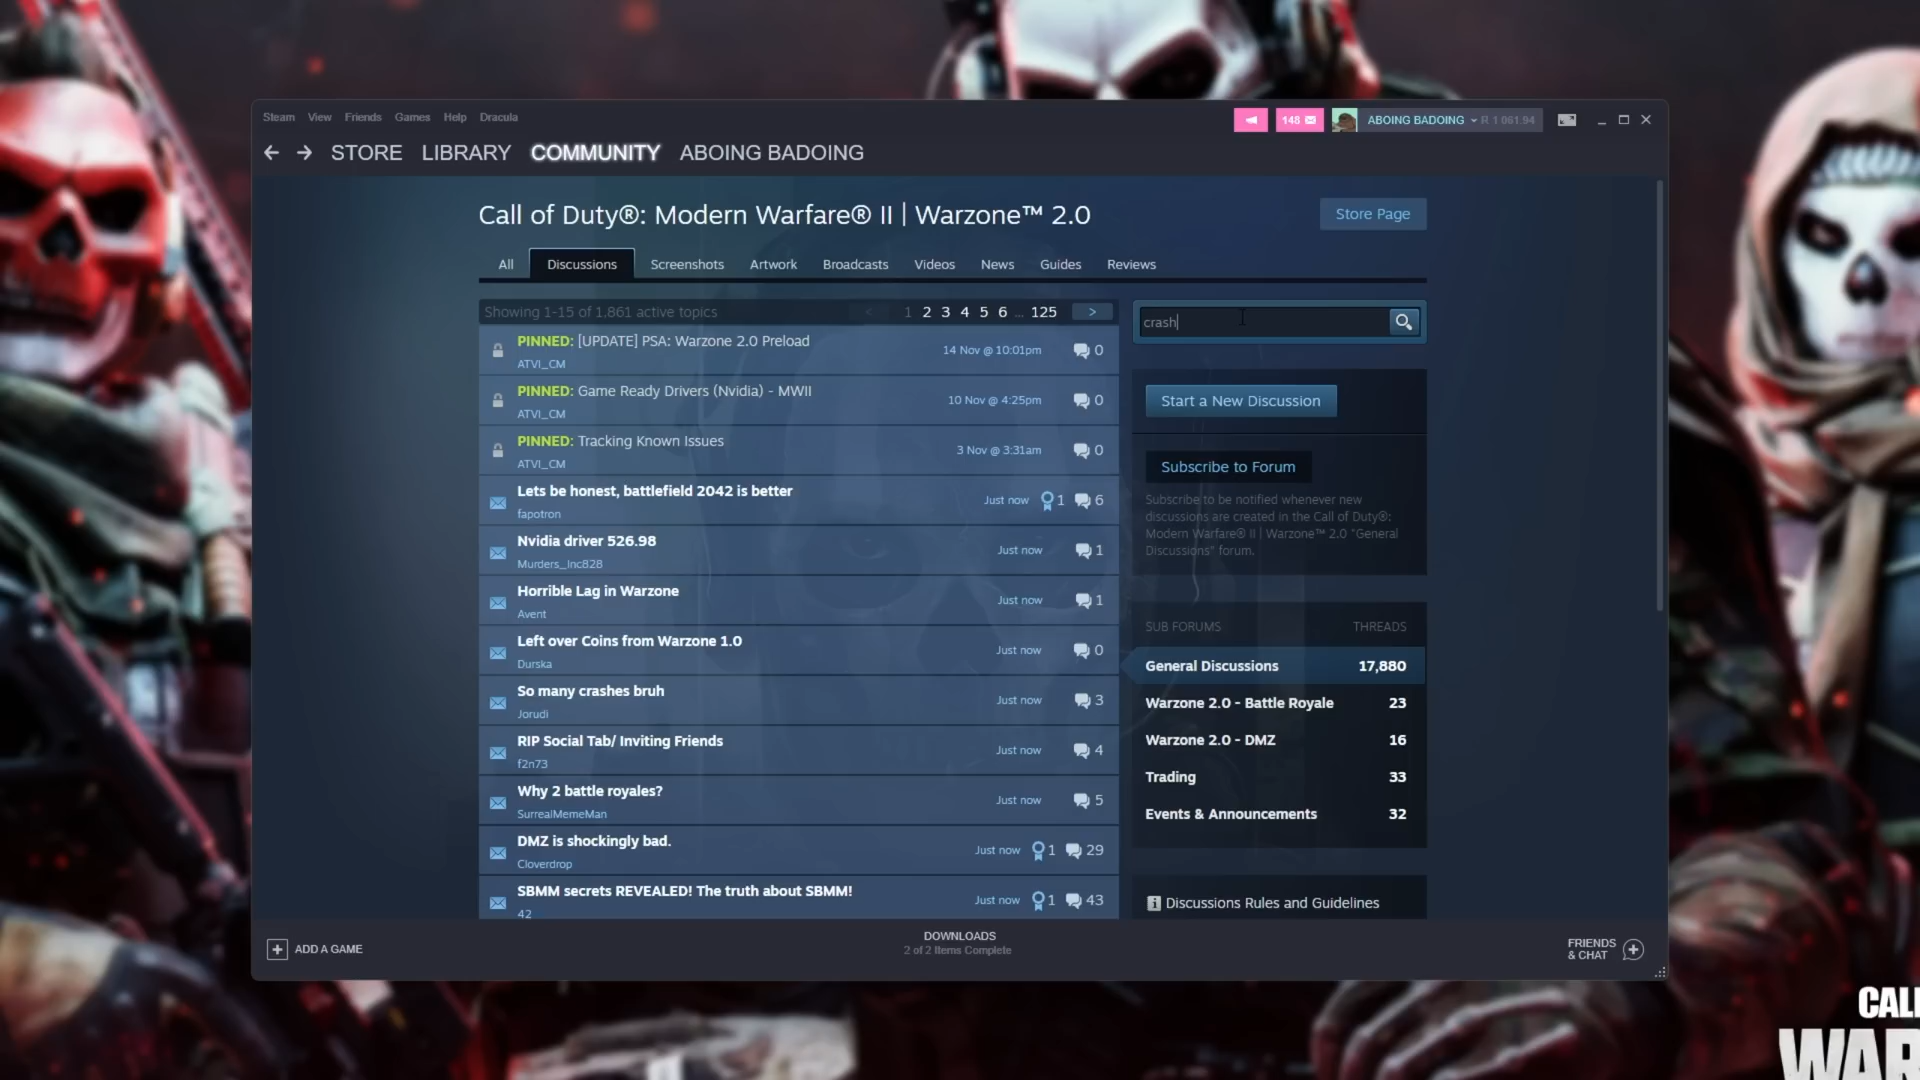 Steam View Friends Games Help Dracula
148 ABOING BADOING R 1 061.94
STORE LIBRARY COMMUNITY ABOING BADOING
Call of Duty®: Modern Warfare® II | Warzone™ 2.0
Store Page
All Discussions Screenshots Artwork Broadcasts Videos News Guides Reviews
Showing 1-15 of 1,861 active topics
< 1 2 3 4 5 6 ... 125 >
crash
PINNED: [UPDATE] PSA: Warzone 2.0 Preload
14 Nov @ 10:01pm 0
ATVI_CM
PINNED: Game Ready Drivers (Nvidia) - MWII
10 Nov @ 4:25pm 0
ATVI_CM
PINNED: Tracking Known Issues
3 Nov @ 3:31am 0
ATVI_CM
Lets be honest, battlefield 2042 is better
Just now 1 6
fapotron
Nvidia driver 526.98
Just now 1
Murders_Inc828
Horrible Lag in Warzone
Just now 1
Avent
Left over Coins from Warzone 1.0
Just now 0
Durska
So many crashes bruh
Just now 3
Jorudi
RIP Social Tab/ Inviting Friends
Just now 4
f2n73
Why 2 battle royales?
Just now 5
SurrealMemeMan
DMZ is shockingly bad.
Just now 1 29
Cloverdrop
SBMM secrets REVEALED! The truth about SBMM!
Just now 1 43
42
Start a New Discussion
Subscribe to Forum
Subscribe to be notified whenever new
discussions are created in the Call of Duty®:
Modern Warfare® II | Warzone™ 2.0 "General
Discussions" forum.
SUB FORUMS THREADS
General Discussions 17,880
Warzone 2.0 - Battle Royale 23
Warzone 2.0 - DMZ 16
Trading 33
Events & Announcements 32
Discussions Rules and Guidelines
ADD A GAME
DOWNLOADS
2 of 2 Items Complete
FRIENDS
& CHAT
CALL
WAR